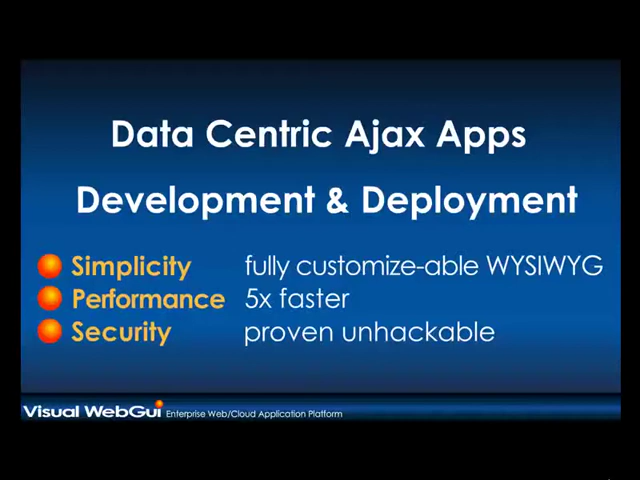 Data Centric Ajax Apps
Development & Deployment
Simplicity fully customize-able WYSIWYG
Performance 5x faster
Security proven unhackable
Visual WebGui Enterprise Web/Cloud Application Platform